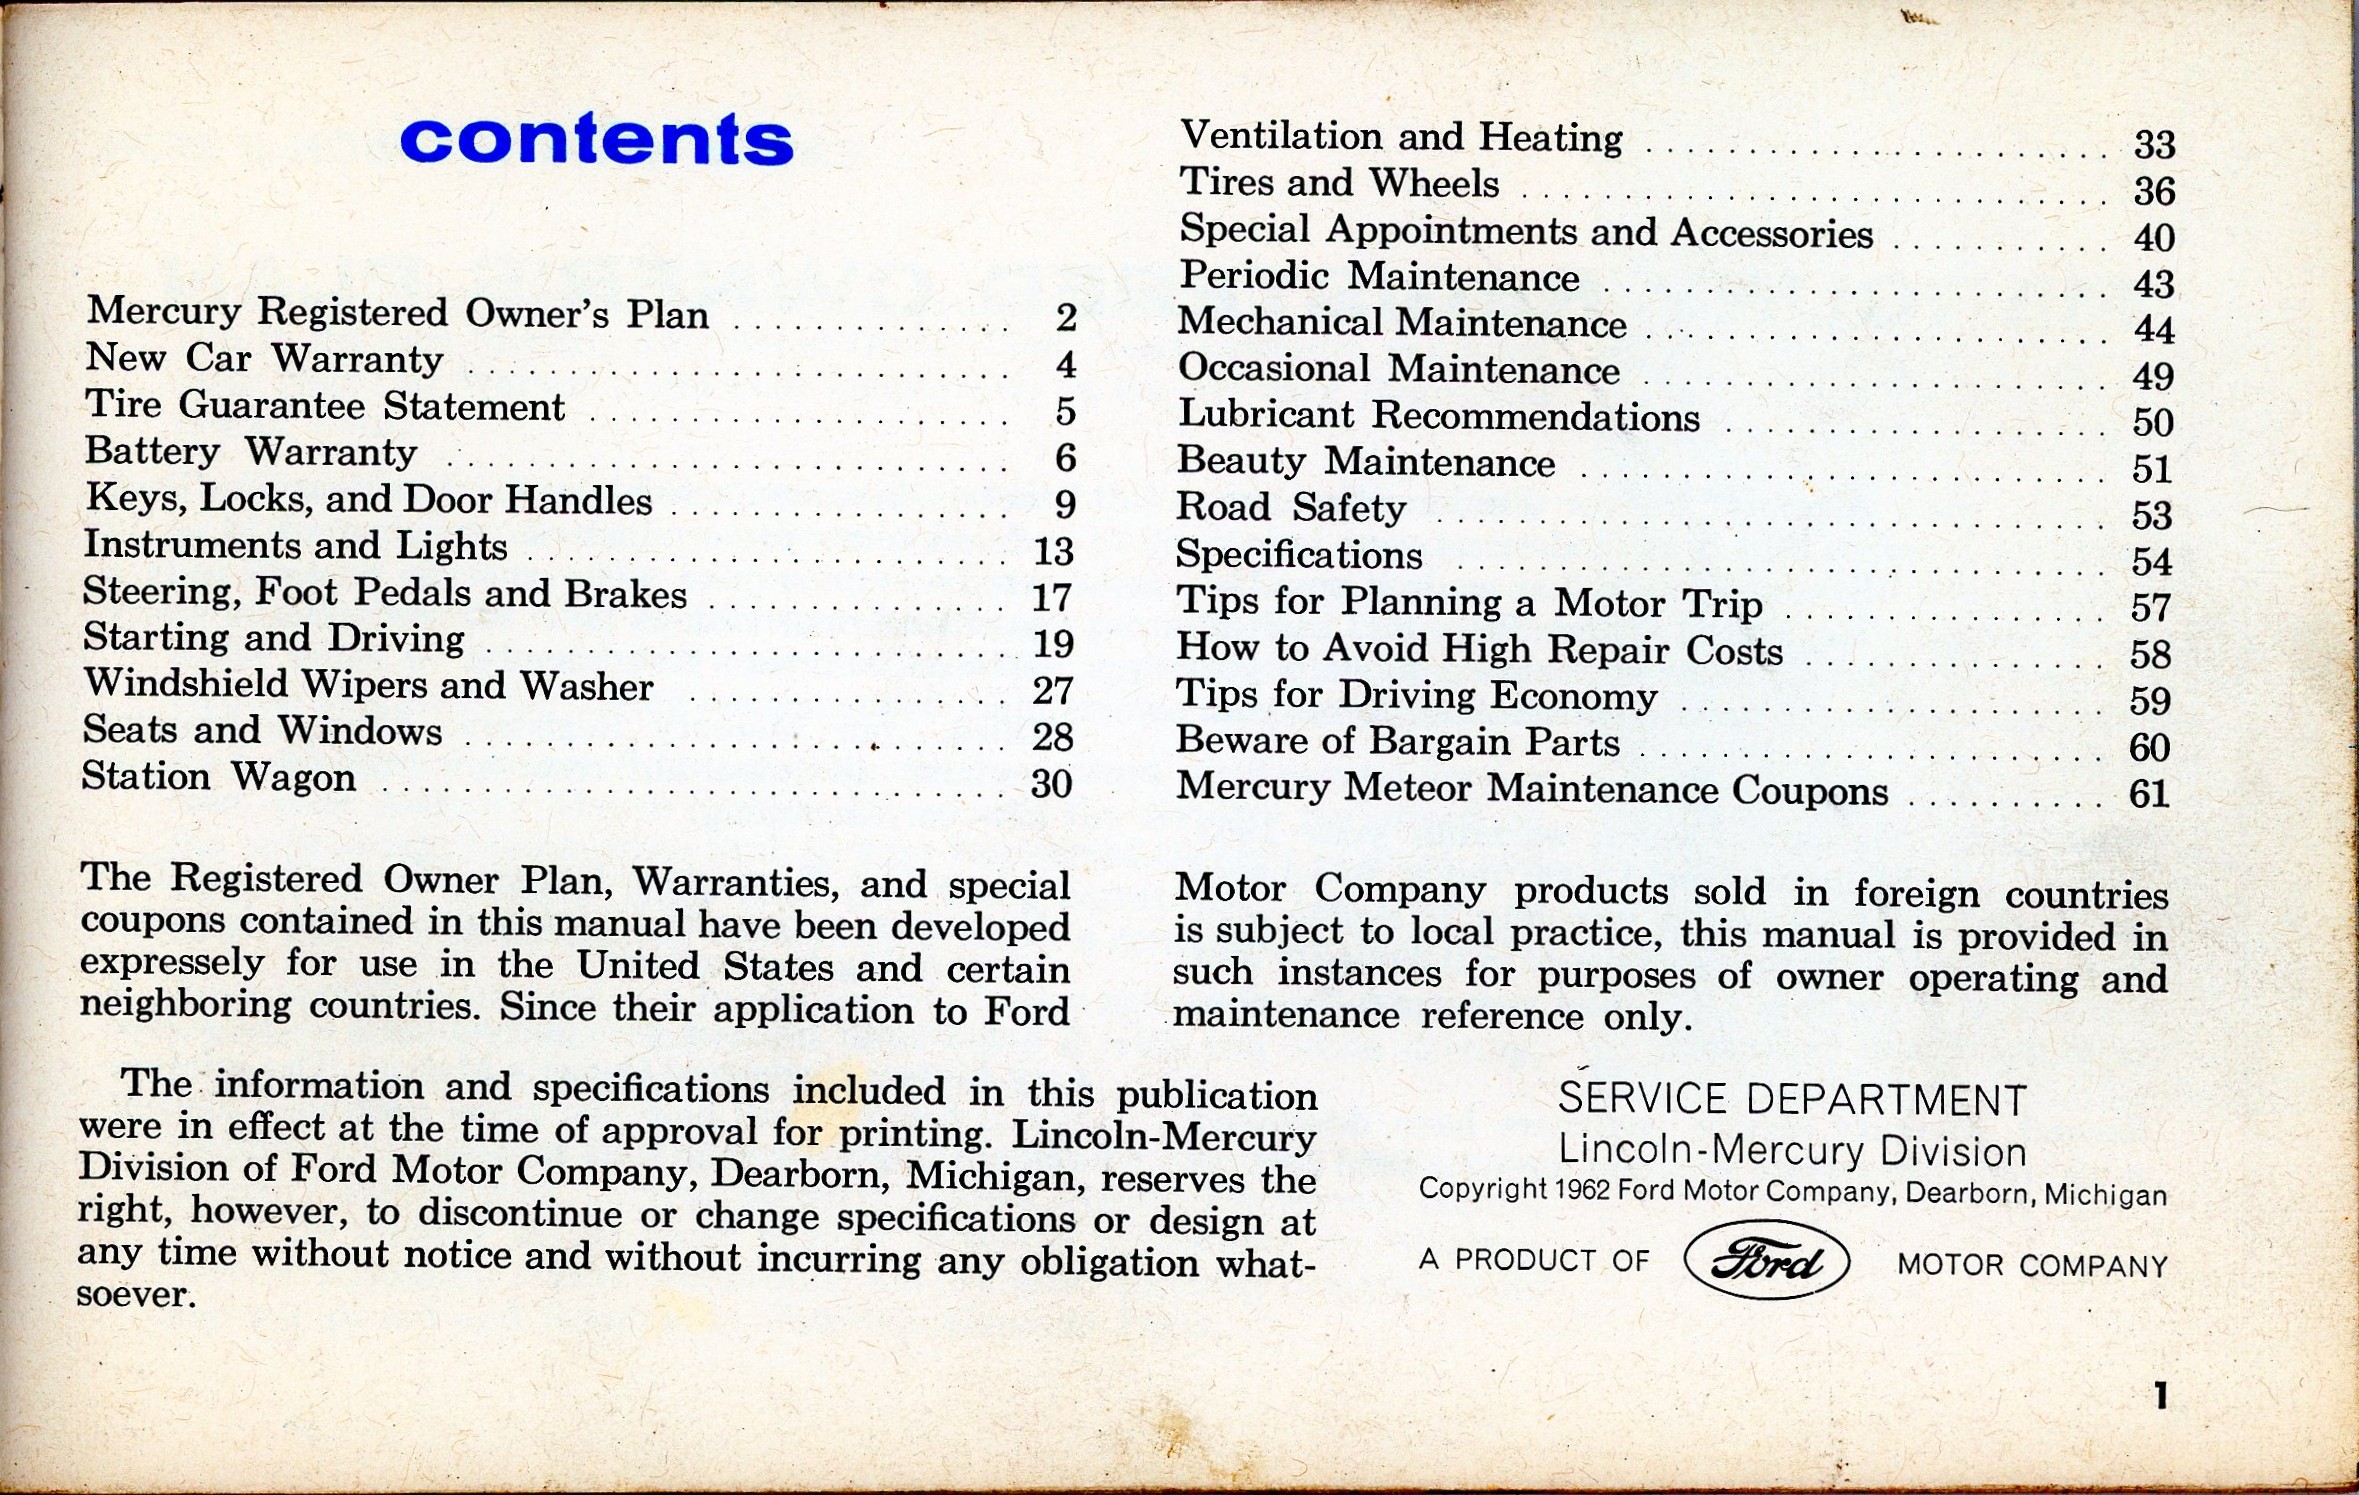 contents
Mercury Registered Owner's Plan .............. 2
New Car Warranty ........................... 4
Tire Guarantee Statement ..................... 5
Battery Warranty ............................ 6
Keys, Locks, and Door Handles ................. 9
Instruments and Lights ........................ 13
Steering, Foot Pedals and Brakes ............... 17
Starting and Driving .......................... 19
Windshield Wipers and Washer ................ 27
Seats and Windows ........................... 28
Station Wagon ............................... 30
Ventilation and Heating ....................... 33
Tires and Wheels ............................. 36
Special Appointments and Accessories ........... 40
Periodic Maintenance ......................... 43
Mechanical Maintenance ....................... 44
Occasional Maintenance ....................... 49
Lubricant Recommendations ................... 50
Beauty Maintenance .......................... 51
Road Safety ................................. 53
Specifications ................................ 54
Tips for Planning a Motor Trip ................ 57
How to Avoid High Repair Costs ............... 58
Tips for Driving Economy ..................... 59
Beware of Bargain Parts ....................... 60
Mercury Meteor Maintenance Coupons .......... 61
The Registered Owner Plan, Warranties, and special
coupons contained in this manual have been developed
expressely for use in the United States and certain
neighboring countries. Since their application to Ford
Motor Company products sold in foreign countries
is subject to local practice, this manual is provided in
such instances for purposes of owner operating and
maintenance reference only.
The information and specifications included in this publication
were in effect at the time of approval for printing. Lincoln-Mercury
Division of Ford Motor Company, Dearborn, Michigan, reserves the
right, however, to discontinue or change specifications or design at
any time without notice and without incurring any obligation what-
soever.
SERVICE DEPARTMENT
Lincoln-Mercury Division
Copyright 1962 Ford Motor Company, Dearborn, Michigan
A PRODUCT OF Ford MOTOR COMPANY
1